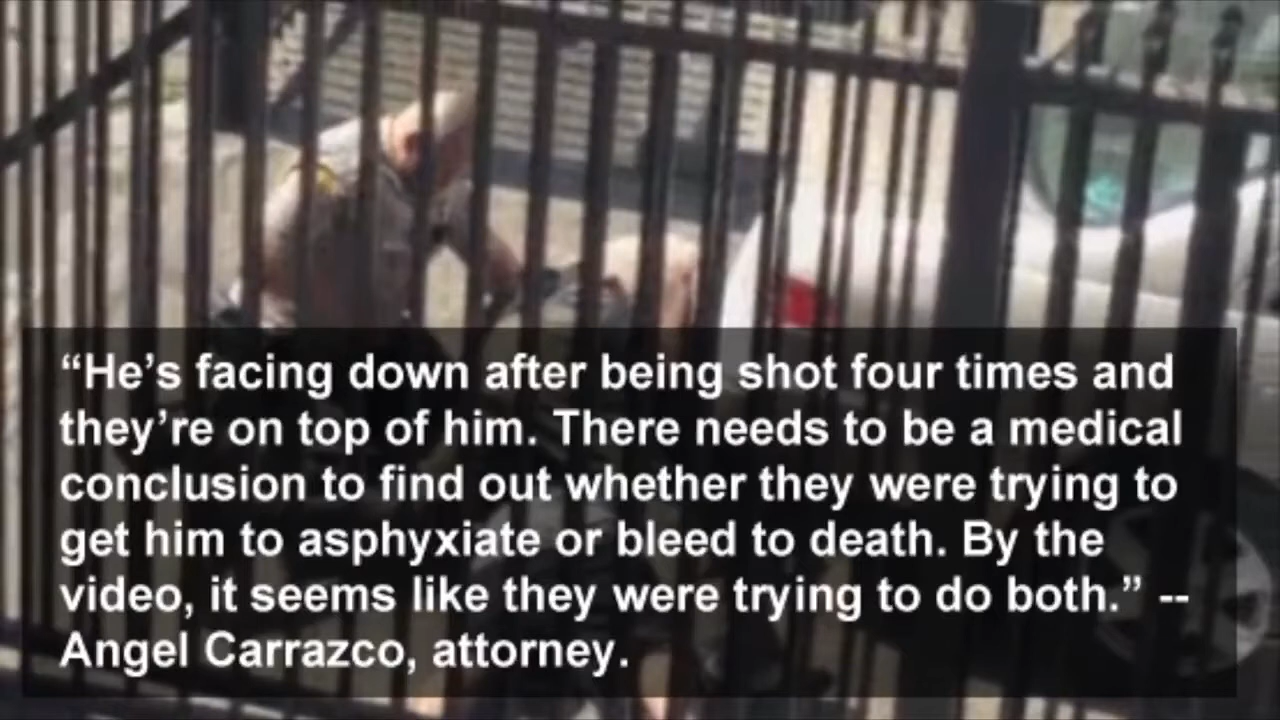 “He’s facing down after being shot four times and
they’re on top of him. There needs to be a medical
conclusion to find out whether they were trying to
get him to asphyxiate or bleed to death. By the
video, it seems like they were trying to do both.” --
Angel Carrazco, attorney.